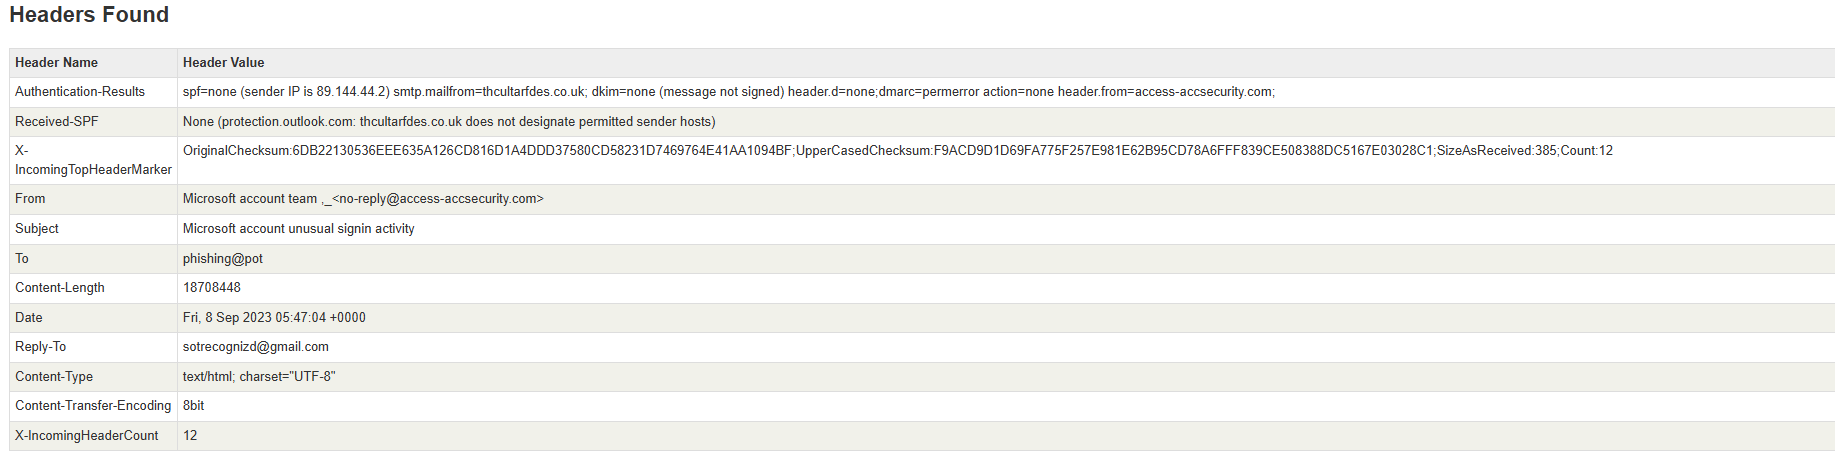 Headers Found
Header Name Header Value
Authentication-Results spf=none (sender IP is 89.144.44.2) smtp.mailfrom=thcultarfdes.co.uk; dkim=none (message not signed) header.d=none;dmarc=permerror action=none header.from=access-accsecurity.com;
Received-SPF None (protection.outlook.com: thcultarfdes.co.uk does not designate permitted sender hosts)
X-IncomingTopHeaderMarker OriginalChecksum:6DB22130536EEE635A126CD816D1A4DDD37580CD58231D7469764E41AA1094BF;UpperCasedChecksum:F9ACD9D1D69FA775F257E981E62B95CD78A6FFF839CE508388DC5167E03028C1;SizeAsReceived:385;Count:12
From Microsoft account team ,_<no-reply@access-accsecurity.com>
Subject Microsoft account unusual signin activity
To phishing@pot
Content-Length 18708448
Date Fri, 8 Sep 2023 05:47:04 +0000
Reply-To sotrecognizd@gmail.com
Content-Type text/html; charset="UTF-8"
Content-Transfer-Encoding 8bit
X-IncomingHeaderCount 12